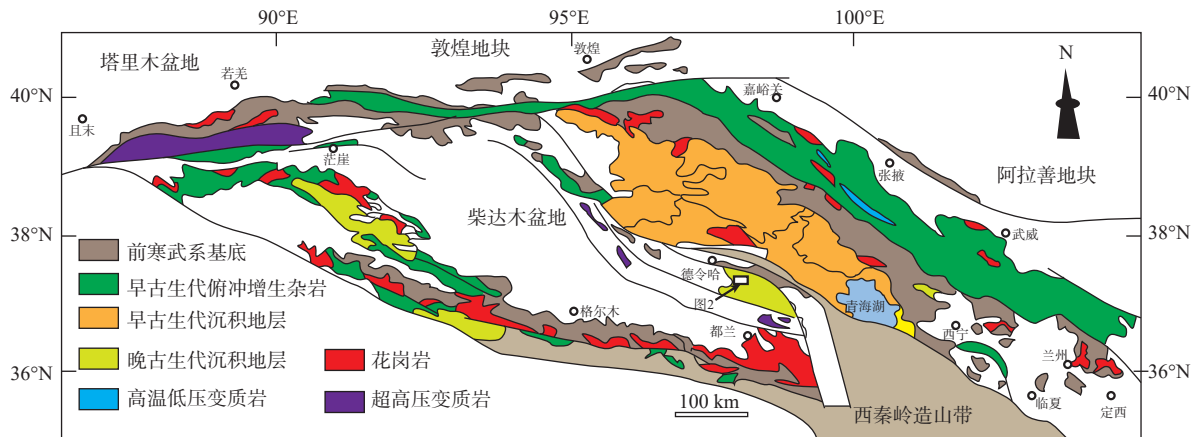 90°E
95°E
100°E
塔里木盆地
敦煌地块
敦煌
N
若羌
嘉峪关
40°N
40°N
且末
茫崖
张掖
阿拉善地块
柴达木盆地
武威
38°N
38°N
前寒武系基底
德令哈
早古生代俯冲增生杂岩
图2
青海湖
格尔木
早古生代沉积地层
都兰
西宁
兰州
晚古生代沉积地层
花岗岩
36°N
36°N
高温低压变质岩
超高压变质岩
100 km
西秦岭造山带
临夏
定西